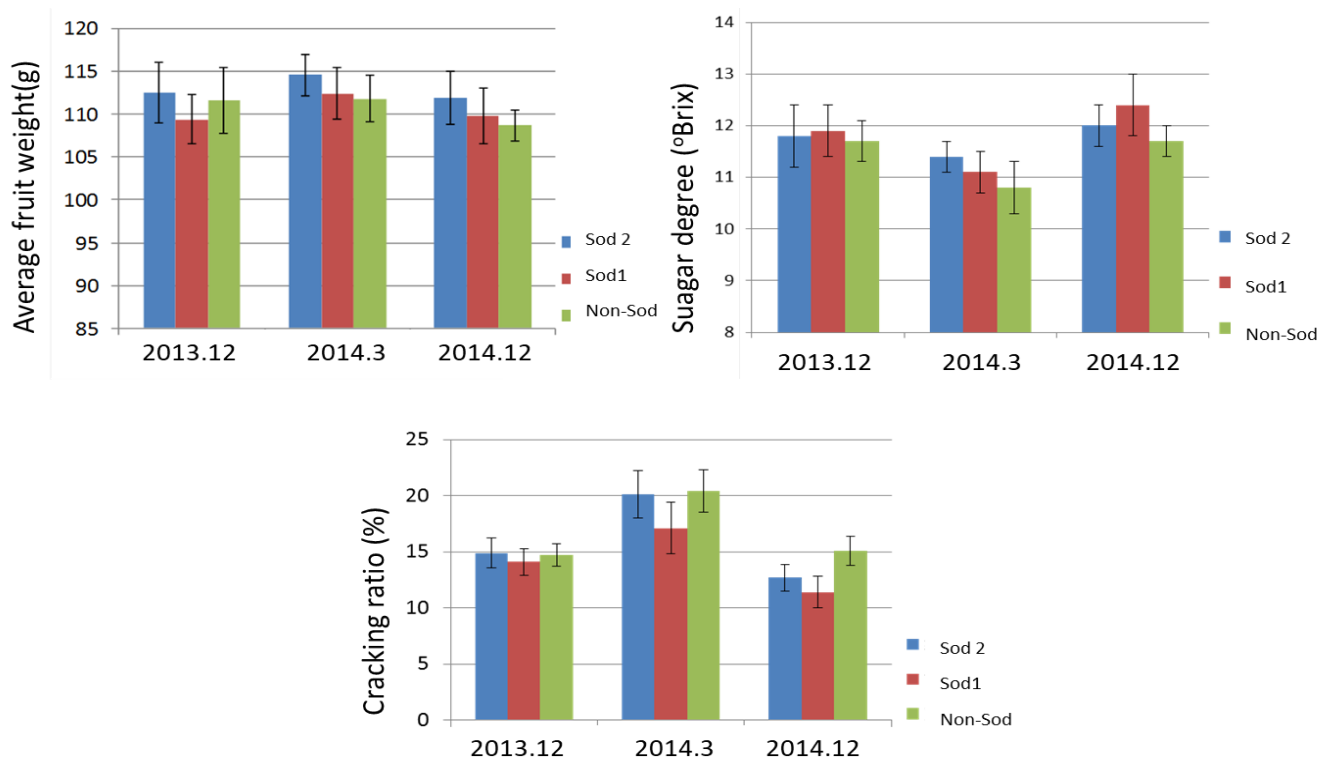 Average fruit weight(g)
120
115
110
105
100
95
90
85
2013.12
2014.3
2014.12
Sod 2
Sod1
Non-Sod
Suagar degree (ºBrix)
14
13
12
11
10
9
8
2013.12
2014.3
2014.12
Sod 2
Sod1
Non-Sod
Cracking ratio (%)
25
20
15
10
5
0
2013.12
2014.3
2014.12
Sod 2
Sod1
Non-Sod